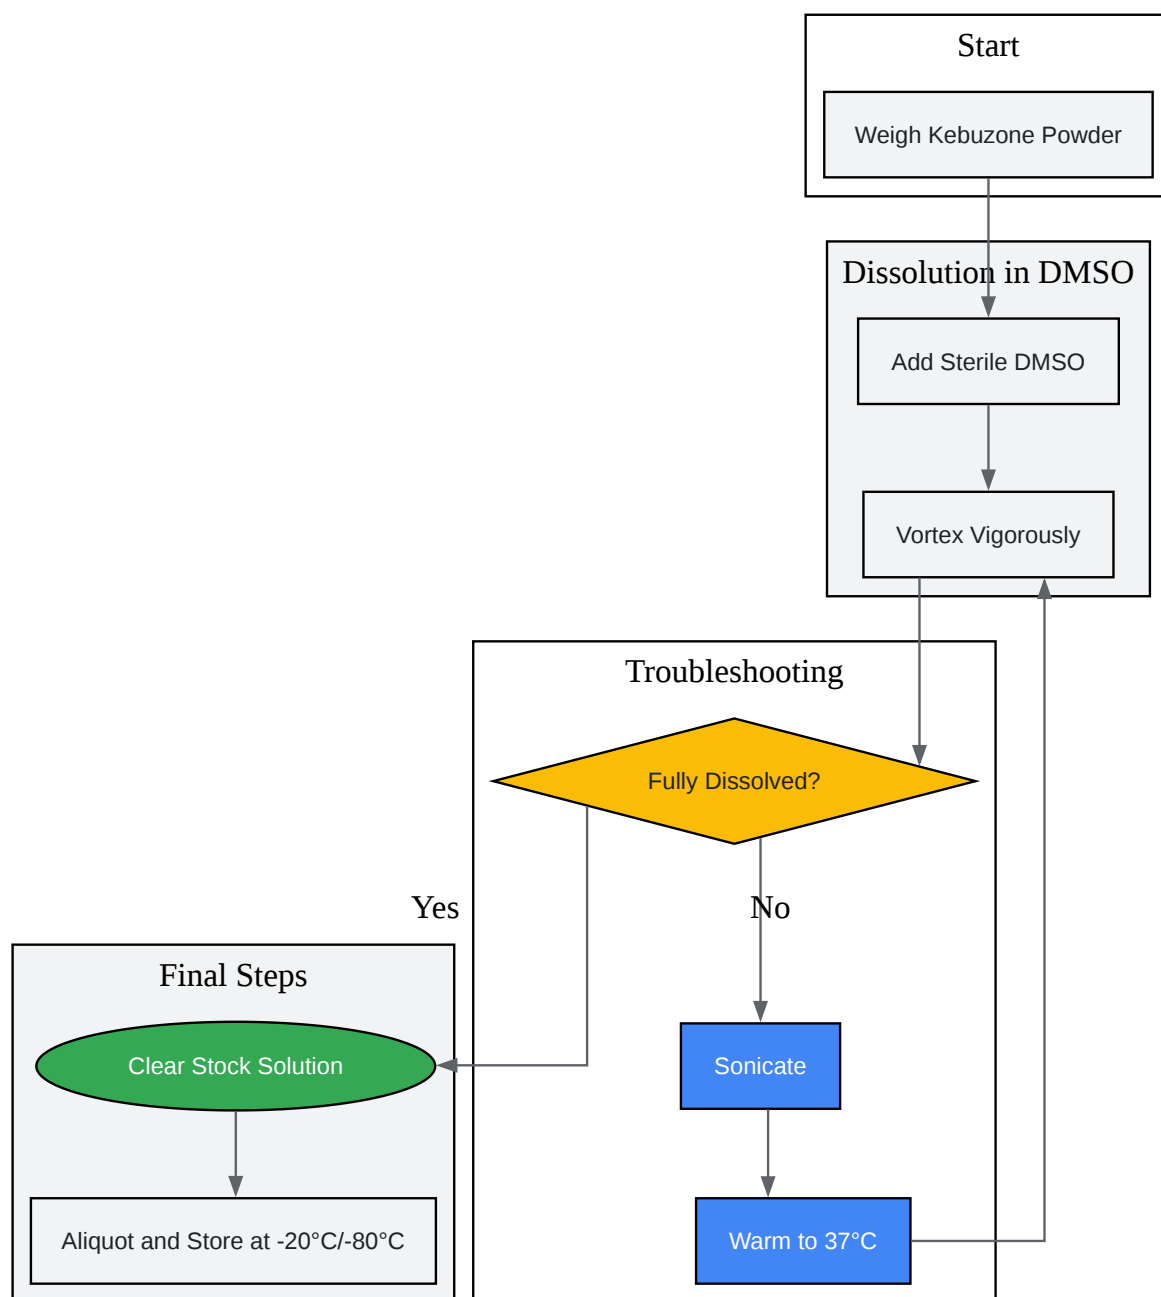 Start
Weigh Kebuzone Powder
Dissolution in DMSO
Add Sterile DMSO
Vortex Vigorously
Troubleshooting
Fully Dissolved?
Yes
No
Final Steps
Clear Stock Solution
Sonicate
Aliquot and Store at -20°C/-80°C
Warm to 37°C